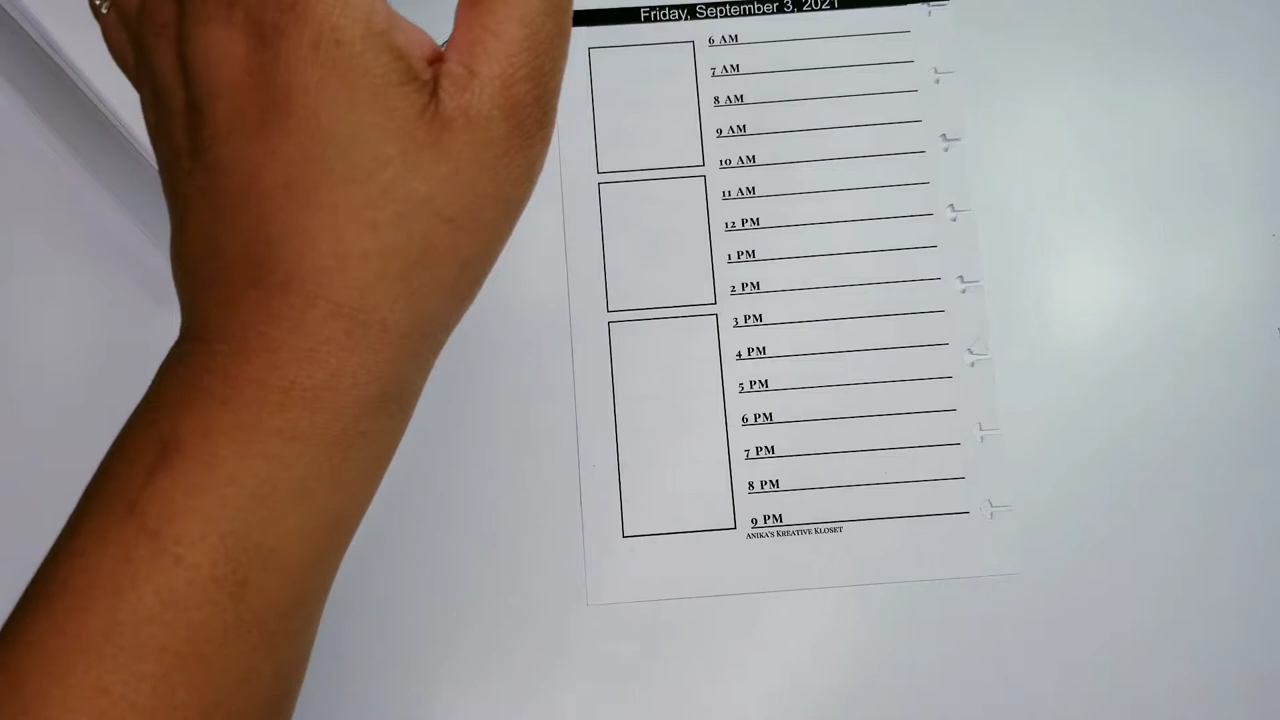 Friday, September 3, 2021
6 AM
7 AM
8 AM
9 AM
10 AM
11 AM
12 PM
1 PM
2 PM
3 PM
4 PM
5 PM
6 PM
7 PM
8 PM
9 PM
ANIKA'S KREATIVE KLOSET